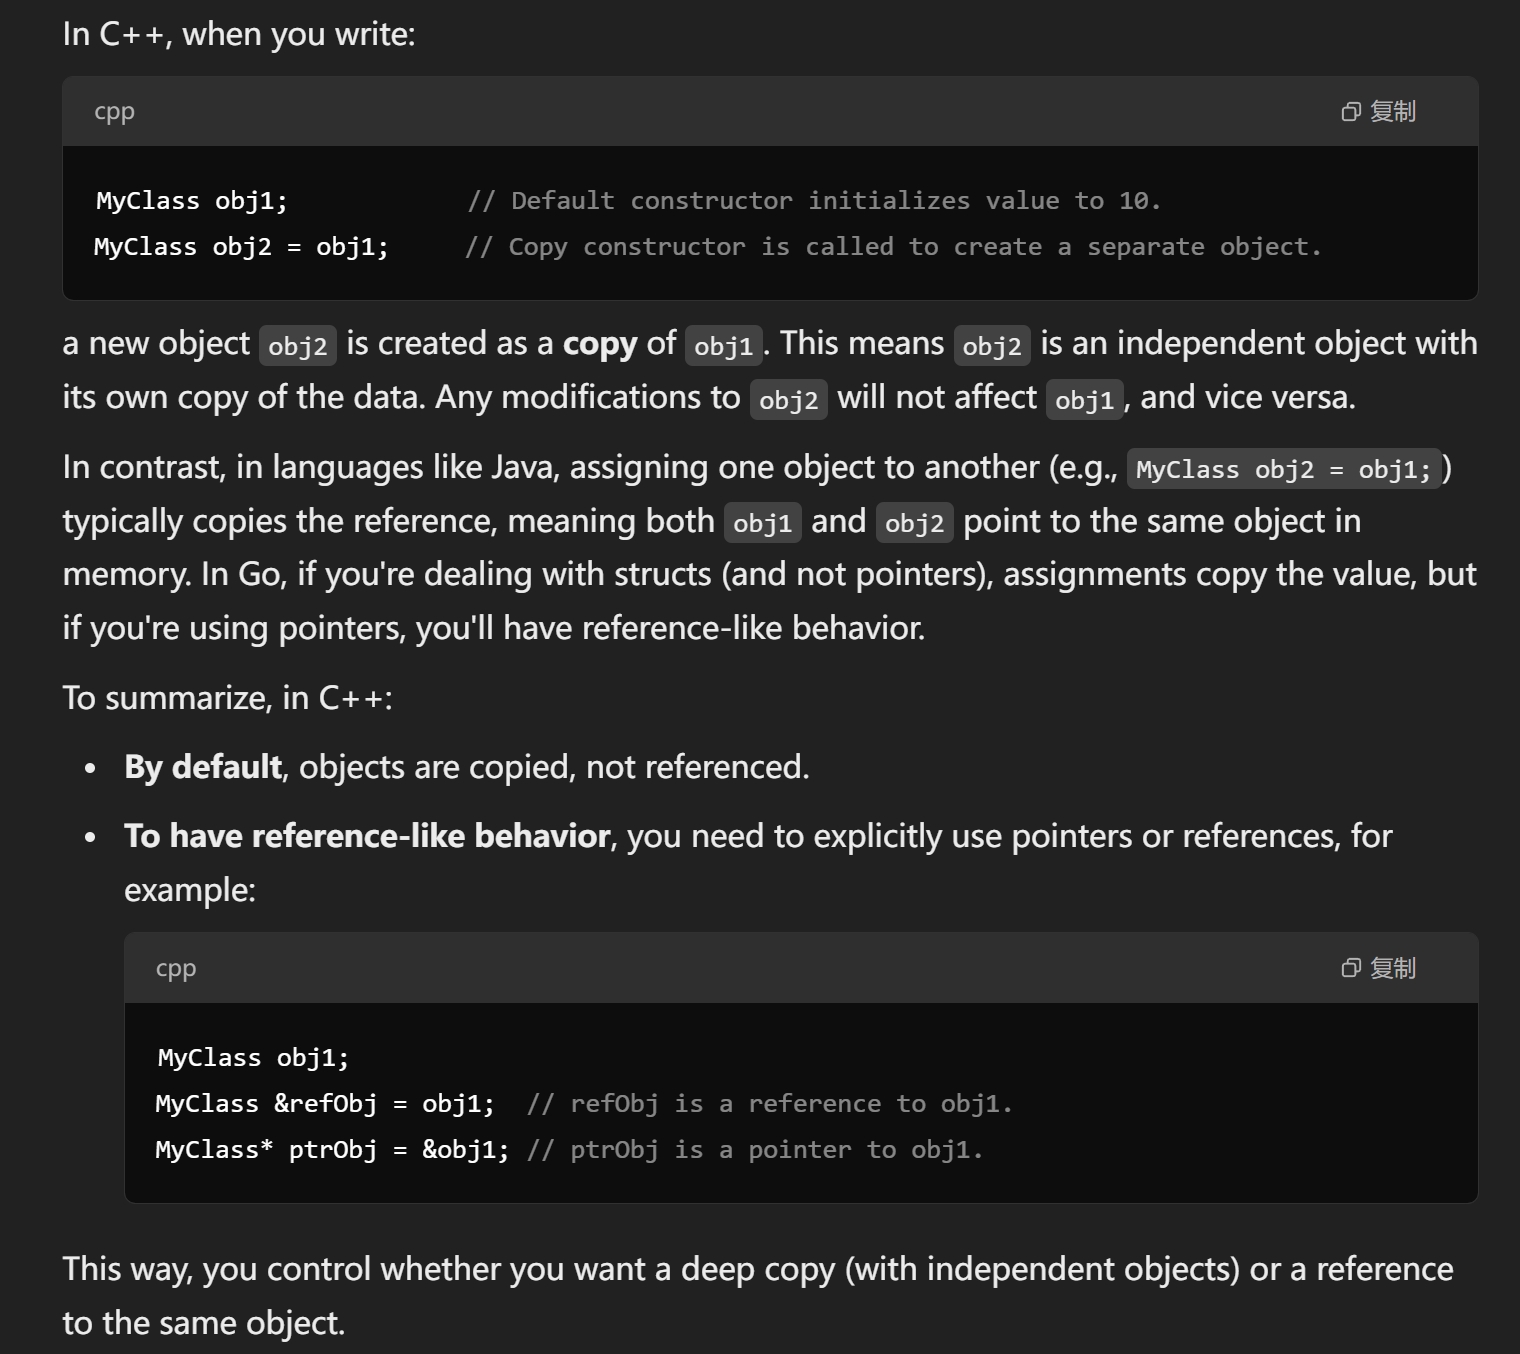 In C++, when you write:
cpp
复制
MyClass obj1;            // Default constructor initializes value to 10.
MyClass obj2 = obj1;     // Copy constructor is called to create a separate object.
a new object obj2 is created as a copy of obj1. This means obj2 is an independent object with
its own copy of the data. Any modifications to obj2 will not affect obj1, and vice versa.
In contrast, in languages like Java, assigning one object to another (e.g., MyClass obj2 = obj1;)
typically copies the reference, meaning both obj1 and obj2 point to the same object in
memory. In Go, if you're dealing with structs (and not pointers), assignments copy the value, but
if you're using pointers, you'll have reference-like behavior.
To summarize, in C++:
• By default, objects are copied, not referenced.
• To have reference-like behavior, you need to explicitly use pointers or references, for
example:
cpp
复制
MyClass obj1;
MyClass &refObj = obj1;  // refObj is a reference to obj1.
MyClass* ptrObj = &obj1; // ptrObj is a pointer to obj1.
This way, you control whether you want a deep copy (with independent objects) or a reference
to the same object.